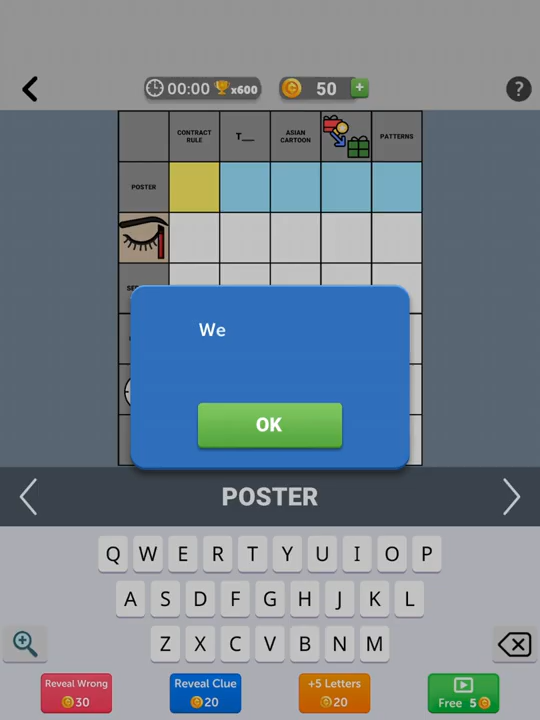 00:00 x600 50 + ?
CONTRACT RULE T__ ASIAN CARTOON PATTERNS
POSTER
We
OK
POSTER
Q W E R T Y U I O P
A S D F G H J K L
Z X C V B N M
Reveal Wrong Reveal Clue +5 Letters
30 20 20 Free 5